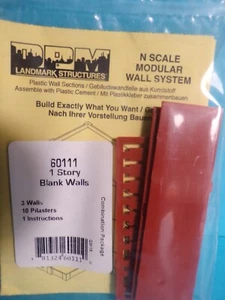 DPM
LANDMARK STRUCTURES®
N SCALE
MODULAR
WALL SYSTEM
Plastic Wall Sections / Gebäudewandteile aus Kunststoff
Assemble with Plastic Cement / Mit Plastikkleber zusammenbauen
Build Exactly What You Want /
Nach Ihrer Vorstellung Bauen
60111
1 Story
Blank Walls
3 Walls
10 Pilasters
1 Instructions
Combination Package